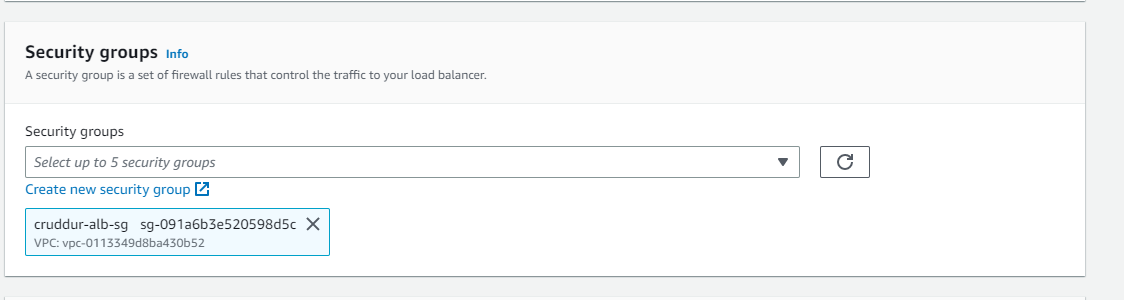 Security groups Info
A security group is a set of firewall rules that control the traffic to your load balancer.
Security groups
Select up to 5 security groups
Create new security group
cruddur-alb-sg sg-091a6b3e520598d5c
VPC: vpc-0113349d8ba430b52